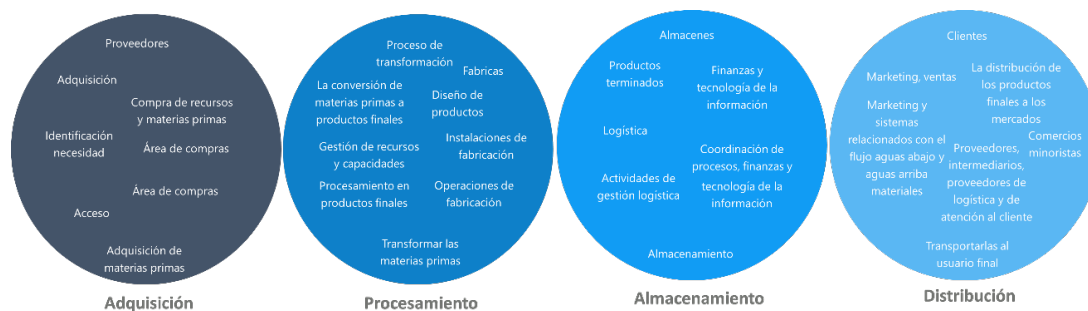 Proveedores
Adquisición
Compra de recursos
y materias primas
Identificación
necesidad
Área de compras
Área de compras
Acceso
Adquisición de
materias primas
Adquisición
Proceso de
transformación
Fabricas
La conversión de
materias primas a
productos finales
Diseño de
productos
Instalaciones de
fabricación
Gestión de recursos
y capacidades
Procesamiento en
productos finales
Operaciones de
fabricación
Transformar las
materias primas
Procesamiento
Almacenes
Productos
terminados
Finanzas y
tecnología de la
información
Logística
Coordinación de
procesos, finanzas y
tecnología de la
información
Actividades de
gestión logística
Almacenamiento
Almacenamiento
Clientes
Marketing, ventas
La distribución de
los productos
finales a los
mercados
Marketing y
sistemas
relacionados con el
flujo aguas abajo y
aguas arriba
materiales
Comercios
minoristas
Proveedores,
intermediarios,
proveedores de
logística y de
atención al cliente
Transportarlas al
usuario final
Distribución